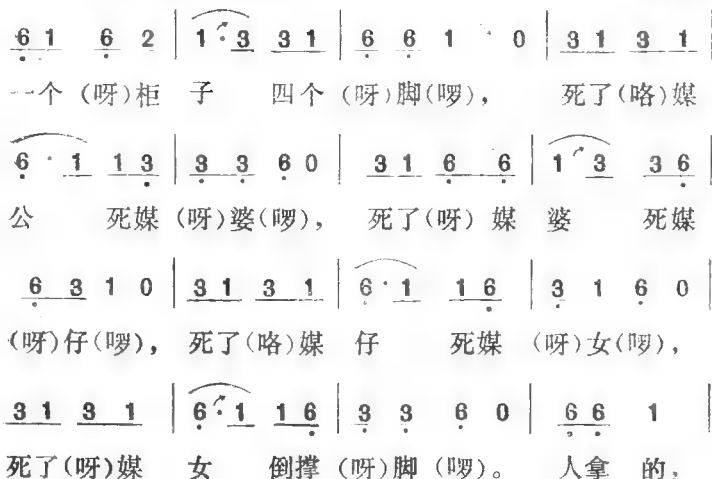 6 1 6 2 | 1 · 3 3 1 | 6 6 1 · 0 | 3 1 3 1
一个 (呀)柜 子 四个 (呀)脚(啰), 死了(咯)媒
6 · 1 1 3 | 3 3 6 0 | 3 1 6 6 | 1 3 3 6 |
公 死媒 (呀)婆(啰), 死了(呀) 媒 婆 死媒
6 3 1 0 | 3 1 3 1 | 6 · 1 1 6 | 3 1 6 0 |
(呀)仔(啰), 死了(咯)媒 仔 死媒 (呀)女(啰),
3 1 3 1 | 6 · 1 1 6 | 3 3 6 0 | 6 6 1 |
死了(呀)媒 女 倒撑 (呀)脚 (啰)。 人拿 的,